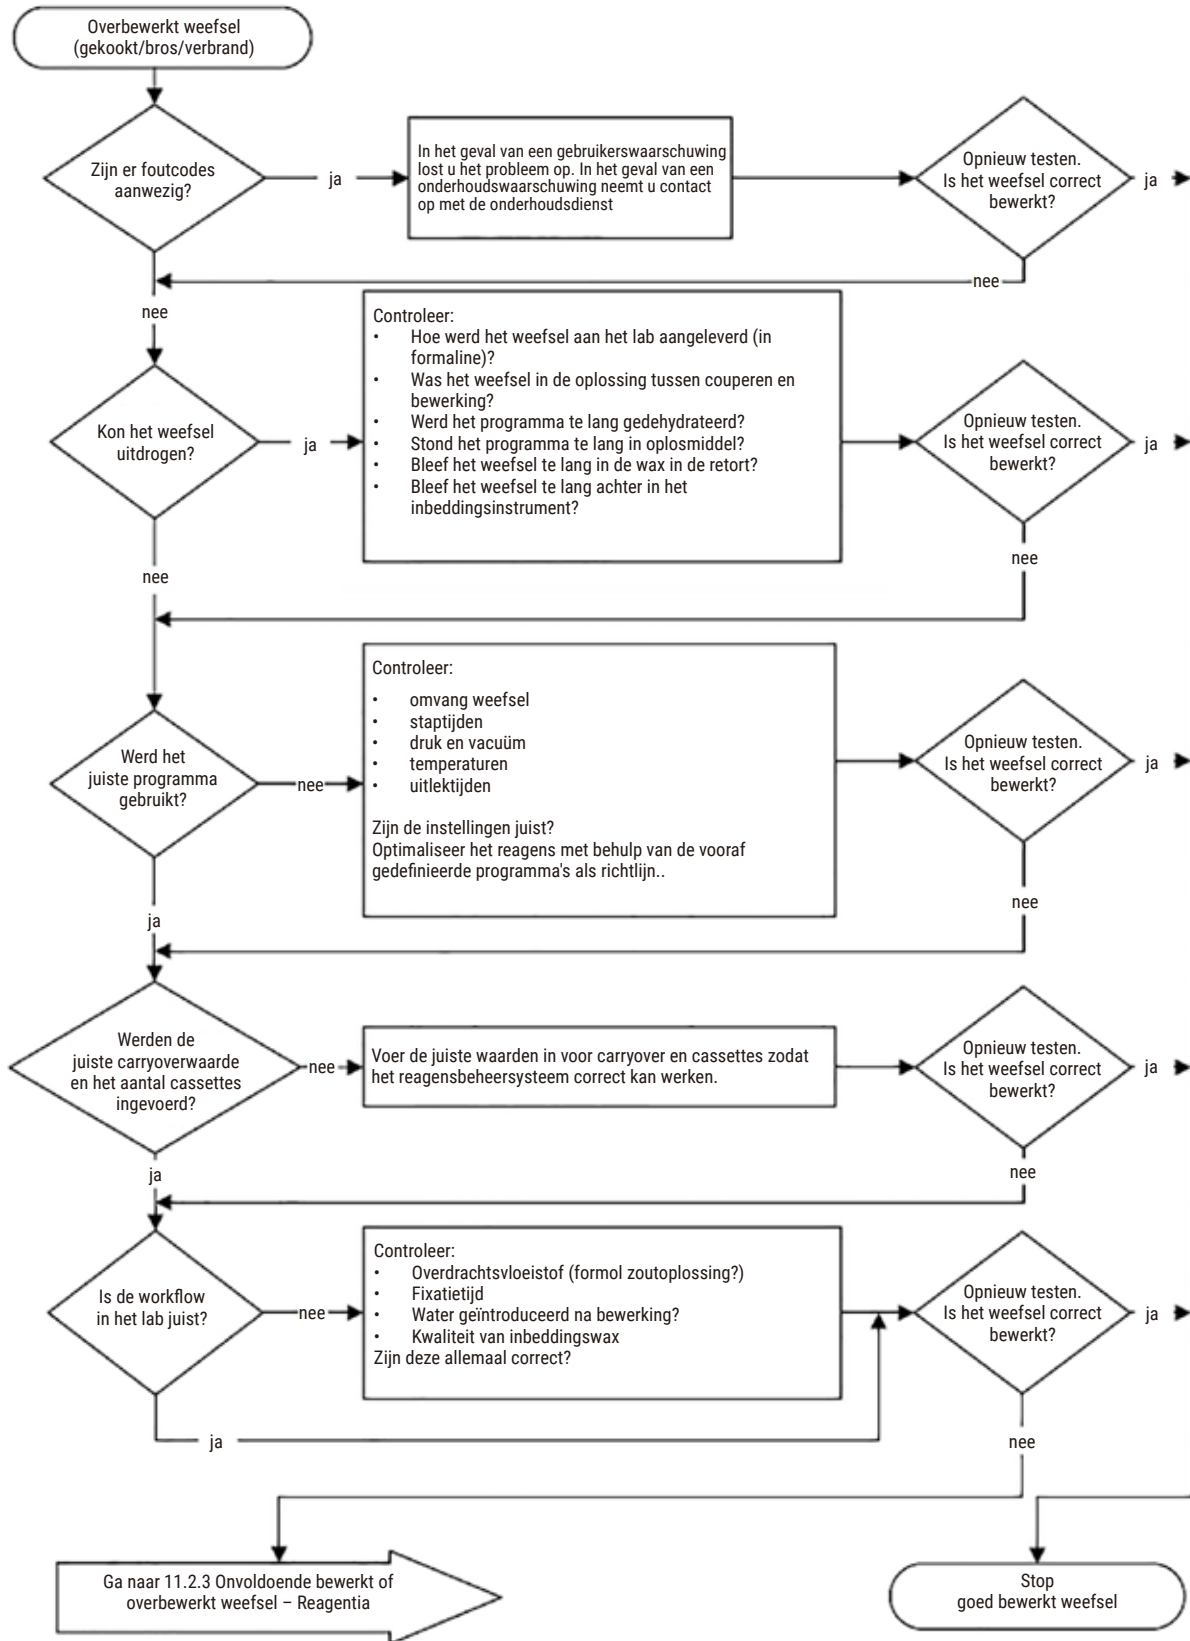 Overbewerkt weefsel
(gekookt/bros/verbrand)
Zijn er foutcodes
aanwezig?
ja
In het geval van een gebruikerswaarschuwing
lost u het probleem op. In het geval van een
onderhoudswaarschuwing neemt u contact
op met de onderhoudsdienst
Opnieuw testen.
Is het weefsel correct
bewerkt?
ja
nee
nee
Kon het weefsel
uitdrogen?
ja
Controleer:
• Hoe werd het weefsel aan het lab aangeleverd (in
formaline)?
• Was het weefsel in de oplossing tussen couperen en
bewerking?
• Werd het programma te lang gedehydrateerd?
• Stond het programma te lang in oplosmiddel?
• Bleef het weefsel te lang in de wax in de retort?
• Bleef het weefsel te lang achter in het
inbeddingsinstrument?
Opnieuw testen.
Is het weefsel correct
bewerkt?
ja
nee
nee
Werd het
juiste programma
gebruikt?
nee
Controleer:
• omvang weefsel
• staptijden
• druk en vacuüm
• temperaturen
• uitlektijden
Zijn de instellingen juist?
Optimaliseer het reagens met behulp van de vooraf
gedefinieerde programma's als richtlijn..
Opnieuw testen.
Is het weefsel correct
bewerkt?
ja
nee
ja
Werden de
juiste carryoverwaarde
en het aantal cassettes
ingevoerd?
nee
Voer de juiste waarden in voor carryover en cassettes zodat
het reagensbeheersysteem correct kan werken.
Opnieuw testen.
Is het weefsel correct
bewerkt?
ja
nee
ja
Is de workflow
in het lab juist?
nee
Controleer:
• Overdrachtsvloeistof (formol zoutoplossing?)
• Fixatietijd
• Water geïntroduceerd na bewerking?
• Kwaliteit van inbeddingswax
Zijn deze allemaal correct?
Opnieuw testen.
Is het weefsel correct
bewerkt?
ja
ja
nee
Ga naar 11.2.3 Onvoldoende bewerkt of
overbewerkt weefsel – Reagentia
Stop
goed bewerkt weefsel